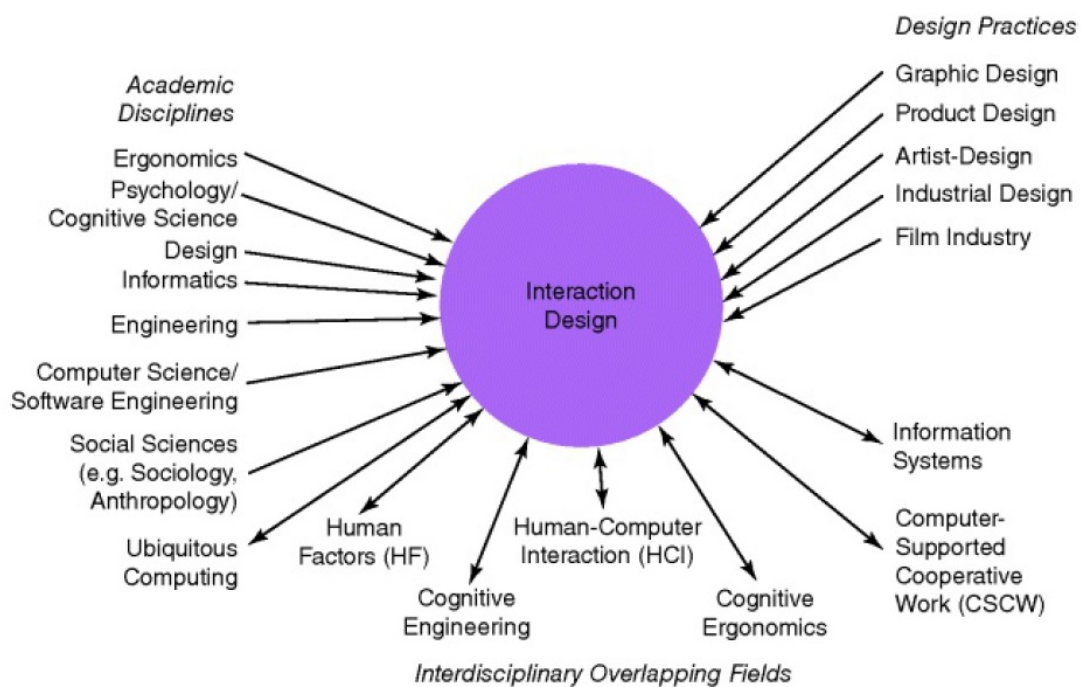 Academic
Disciplines
Ergonomics
Psychology/
Cognitive Science
Design
Informatics
Engineering
Computer Science/
Software Engineering
Social Sciences
(e.g. Sociology,
Anthropology)
Ubiquitous
Computing
Human
Factors (HF)
Cognitive
Engineering
Human-Computer
Interaction (HCI)
Cognitive
Ergonomics
Interaction
Design
Design Practices
Graphic Design
Product Design
Artist-Design
Industrial Design
Film Industry
Information
Systems
Computer-
Supported
Cooperative
Work (CSCW)
Interdisciplinary Overlapping Fields